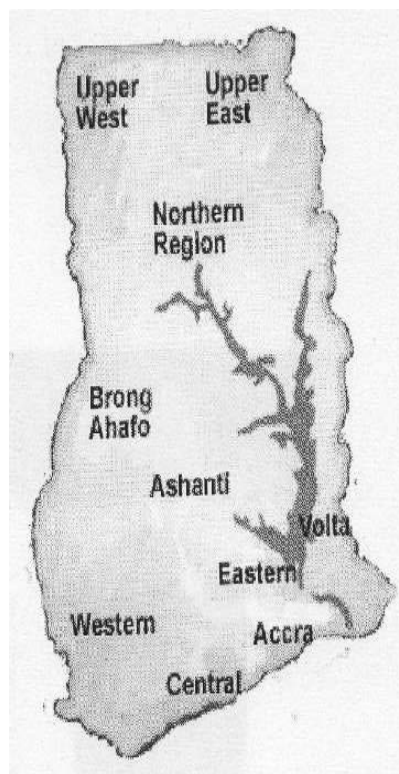 Upper
West
Upper
East
Northern
Region
Brong
Ahafo
Ashanti
Volta
Eastern
Western
Accra
Central